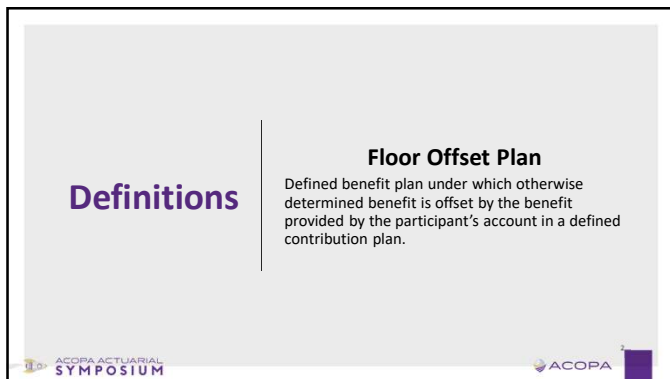 Definitions
Floor Offset Plan
Defined benefit plan under which otherwise
determined benefit is offset by the benefit
provided by the participant's account in a defined
contribution plan.
ACOPA ACTUARIAL
SYMPOSIUM
ACOPA
2